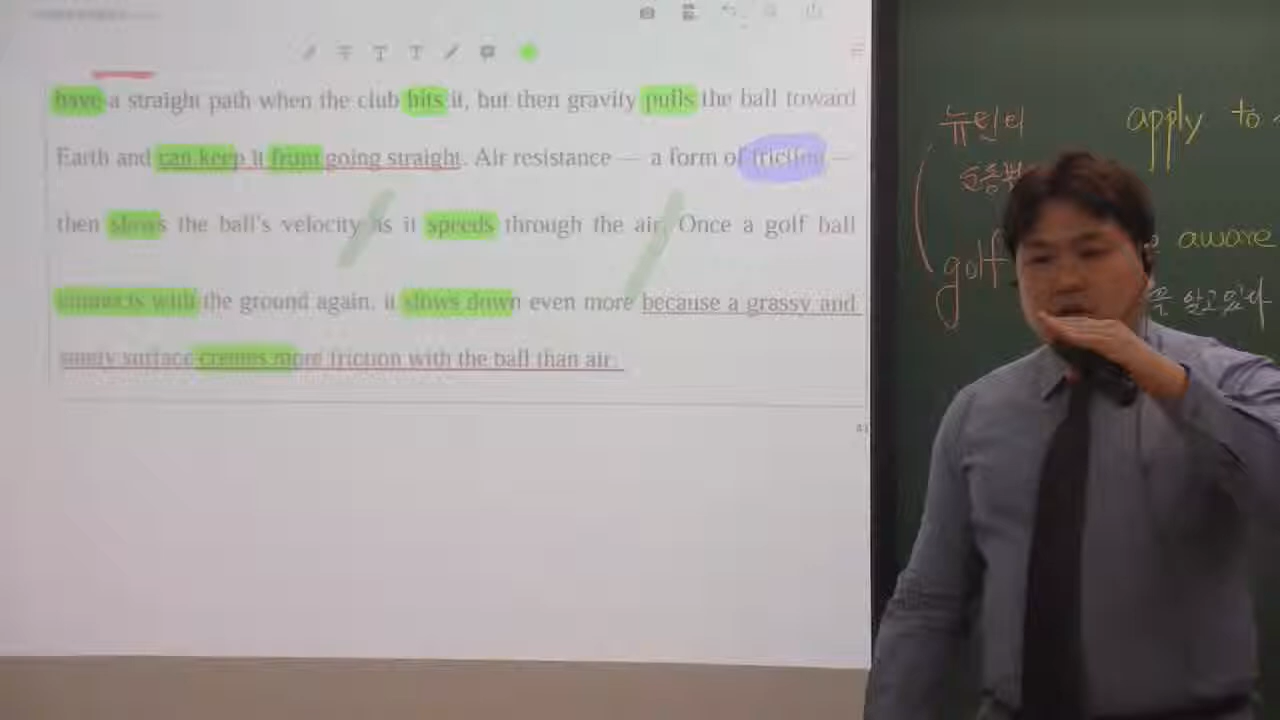 have a straight path when the club hits it, but then gravity pulls the ball toward
Earth and can keep it from going straight. Air resistance — a form of friction —
then slows the ball's velocity as it speeds through the air. Once a golf ball
connects with the ground again, it slows down even more because a grassy and
sandy surface creates more friction with the ball than air.
뉴턴의
golf
apply to
aware
알고 있다